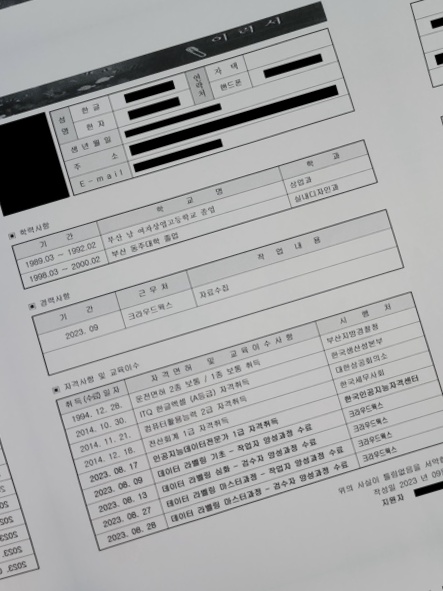 이 력 서
성 명
한 글
한 자
연락처
자 택
핸드폰
생 년 월 일
주 소
E - m a i l
▣ 학력사항
기 간 학 교 명 학 과
1989.03 - 1992.02 부산 남 여자상업고등학교 졸업 상업과
1998.03 - 2000.02 부산 동주대학 졸업 실내디자인과
▣ 경력사항
기 간 근 무 처 작 업 내 용
2023. 09 크라우드웍스 자료수집
▣ 자격사항 및 교육이수
취득(수료)일자 자 격 면 허 및 교 육 이 수 사 항 시 행 처
1994. 12. 28. 운전면허 2종 보통 / 1종 보통 취득 부산지방경찰청
2014. 10. 30. ITQ 한글엑셀 (A등급) 자격취득 한국생산성본부
2014. 11. 21. 컴퓨터활용능력 2급 자격취득 대한상공회의소
2014. 12. 18. 전산회계 1급 자격취득 한국세무사회
2023. 08. 17 인공지능데이터전문가 1급 자격취득 한국인공지능자격센터
2023. 08. 09 데이터 라벨링 기초 - 작업자 양성과정 수료 크라우드웍스
2023. 08. 13 데이터 라벨링 심화 - 검수자 양성과정 수료 크라우드웍스
2023. 08. 27 데이터 라벨링 마스터과정 - 작업자 양성과정 수료 크라우드웍스
2023. 08. 28 데이터 라벨링 마스터과정 - 검수자 양성과정 수료 크라우드웍스
위의 사실이 틀림없음을 서약
작성일 2023 년 09
지원자